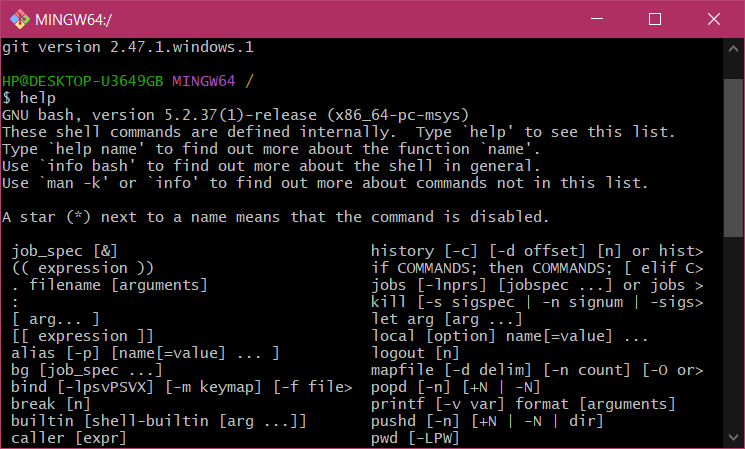 MINGW64:/
git version 2.47.1.windows.1
HP@DESKTOP-U3649GB MINGW64 /
$ help
GNU bash, version 5.2.37(1)-release (x86_64-pc-msys)
These shell commands are defined internally.  Type `help' to see this list.
Type `help name' to find out more about the function `name'.
Use `info bash' to find out more about the shell in general.
Use `man -k' or `info' to find out more about commands not in this list.
A star (*) next to a name means that the command is disabled.
job_spec [&]                            history [-c] [-d offset] [n] or hist>
(( expression ))                        if COMMANDS; then COMMANDS; [ elif C>
. filename [arguments]                  jobs [-lnprs] [jobspec ...] or jobs >
:                                       kill [-s sigspec | -n signum | -sigs>
[ arg... ]                              let arg [arg ...]
[[ expression ]]                        local [option] name[=value] ...
alias [-p] [name[=value] ... ]          logout [n]
bg [job_spec ...]                       mapfile [-d delim] [-n count] [-O or>
bind [-lpsvPSVX] [-m keymap] [-f file>  popd [-n] [+N | -N]
break [n]                               printf [-v var] format [arguments]
builtin [shell-builtin [arg ...]]       pushd [-n] [+N | -N | dir]
caller [expr]                           pwd [-LPW]